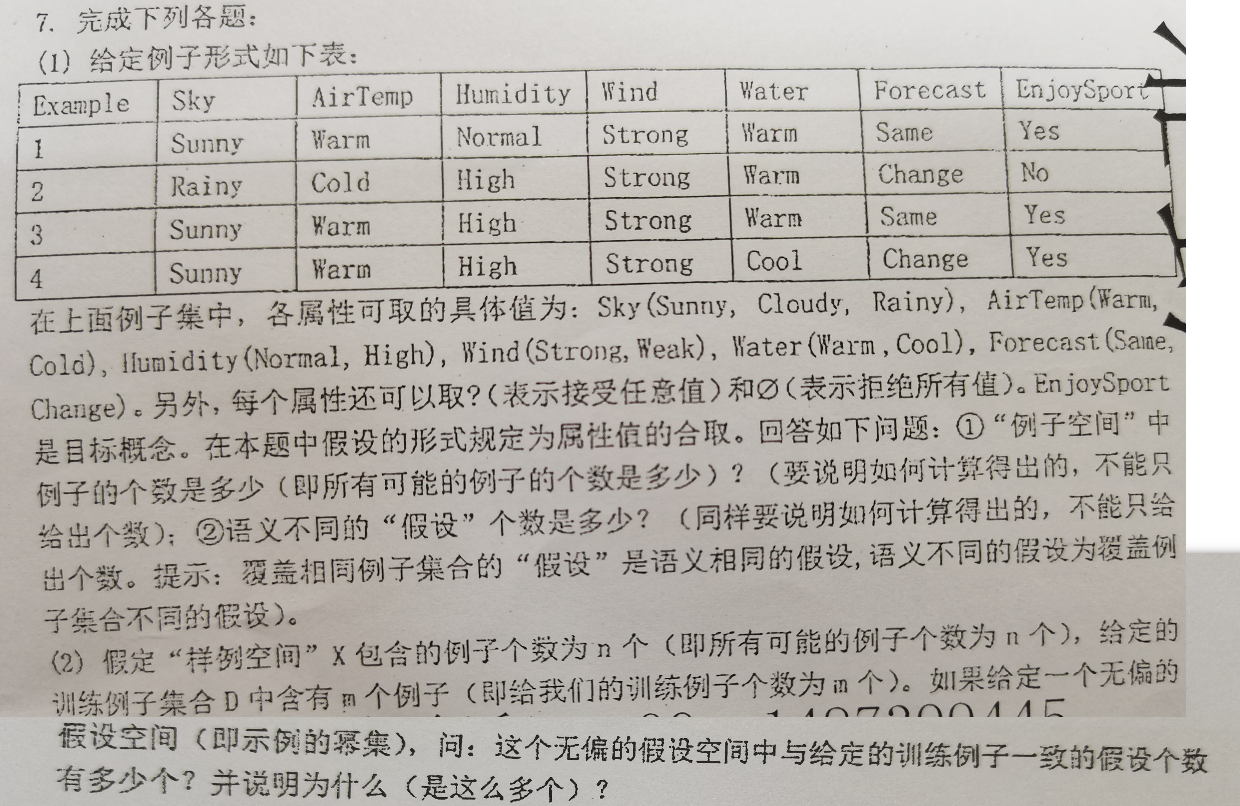 7. 完成下列各题：
(1) 给定例子形式如下表：
Example Sky AirTemp Humidity Wind Water Forecast EnjoySport
1 Sunny Warm Normal Strong Warm Same Yes
2 Rainy Cold High Strong Warm Change No
3 Sunny Warm High Strong Warm Same Yes
4 Sunny Warm High Strong Cool Change Yes
在上面例子集中，各属性可取的具体值为：Sky(Sunny, Cloudy, Rainy), AirTemp(Warm,
Cold), Humidity(Normal, High), Wind(Strong,Weak), Water(Warm,Cool), Forecast(Same,
Change)。另外，每个属性还可以取?(表示接受任意值)和∅(表示拒绝所有值)。EnjoySport
是目标概念。在本题中假设的形式规定为属性值的合取。回答如下问题：①“例子空间”中
例子的个数是多少（即所有可能的例子的个数是多少）？（要说明如何计算得出的，不能只
给出个数）；②语义不同的“假设”个数是多少？（同样要说明如何计算得出的，不能只给
出个数。提示：覆盖相同例子集合的“假设”是语义相同的假设,语义不同的假设为覆盖例
子集合不同的假设）。
(2) 假定“样例空间”X包含的例子个数为n个（即所有可能的例子个数为n个），给定的
训练例子集合D中含有m个例子（即给我们的训练例子个数为m个）。如果给定一个无偏的
假设空间（即示例的幂集），问：这个无偏的假设空间中与给定的训练例子一致的假设个数
有多少个？并说明为什么（是这么多个）？